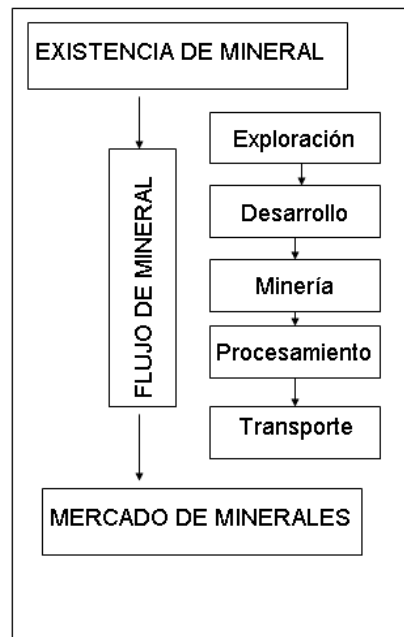 EXISTENCIA DE MINERAL
Exploración
Desarrollo
FLUJO DE MINERAL
Minería
Procesamiento
Transporte
MERCADO DE MINERALES